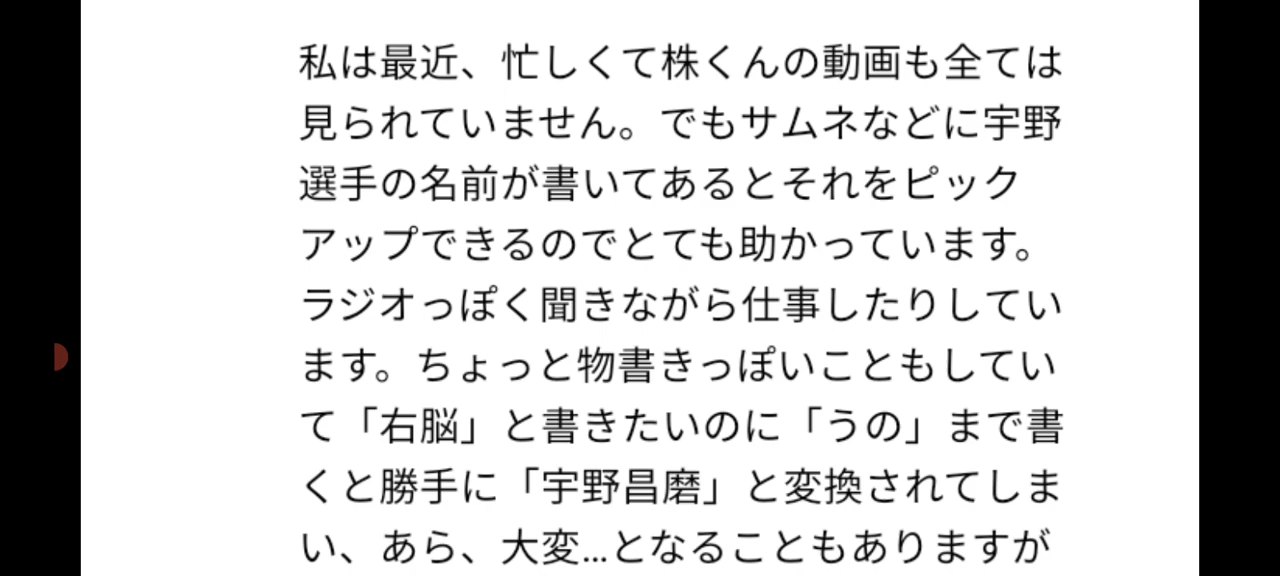 私は最近、忙しくて株くんの動画も全ては
見られていません。でもサムネなどに宇野
選手の名前が書いてあるとそれをピック
アップできるのでとても助かっています。
ラジオっぽく聞きながら仕事したりしてい
ます。ちょっと物書きっぽいこともしてい
て「右脳」と書きたいのに「うの」まで書
くと勝手に「宇野昌磨」と変換されてしま
い、あら、大変...となることもありますが